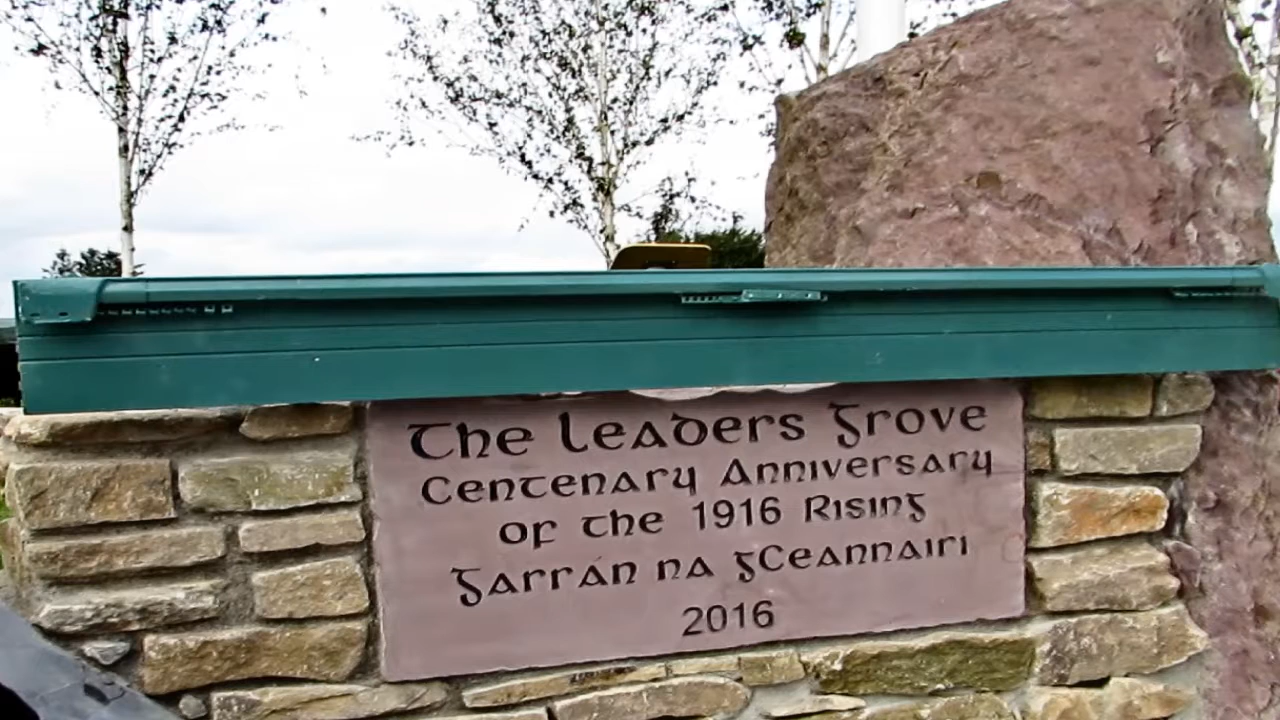 The Leaders Grove
Centenary Anniversary
of the 1916 Rising
Garrán na gCeannairí
2016